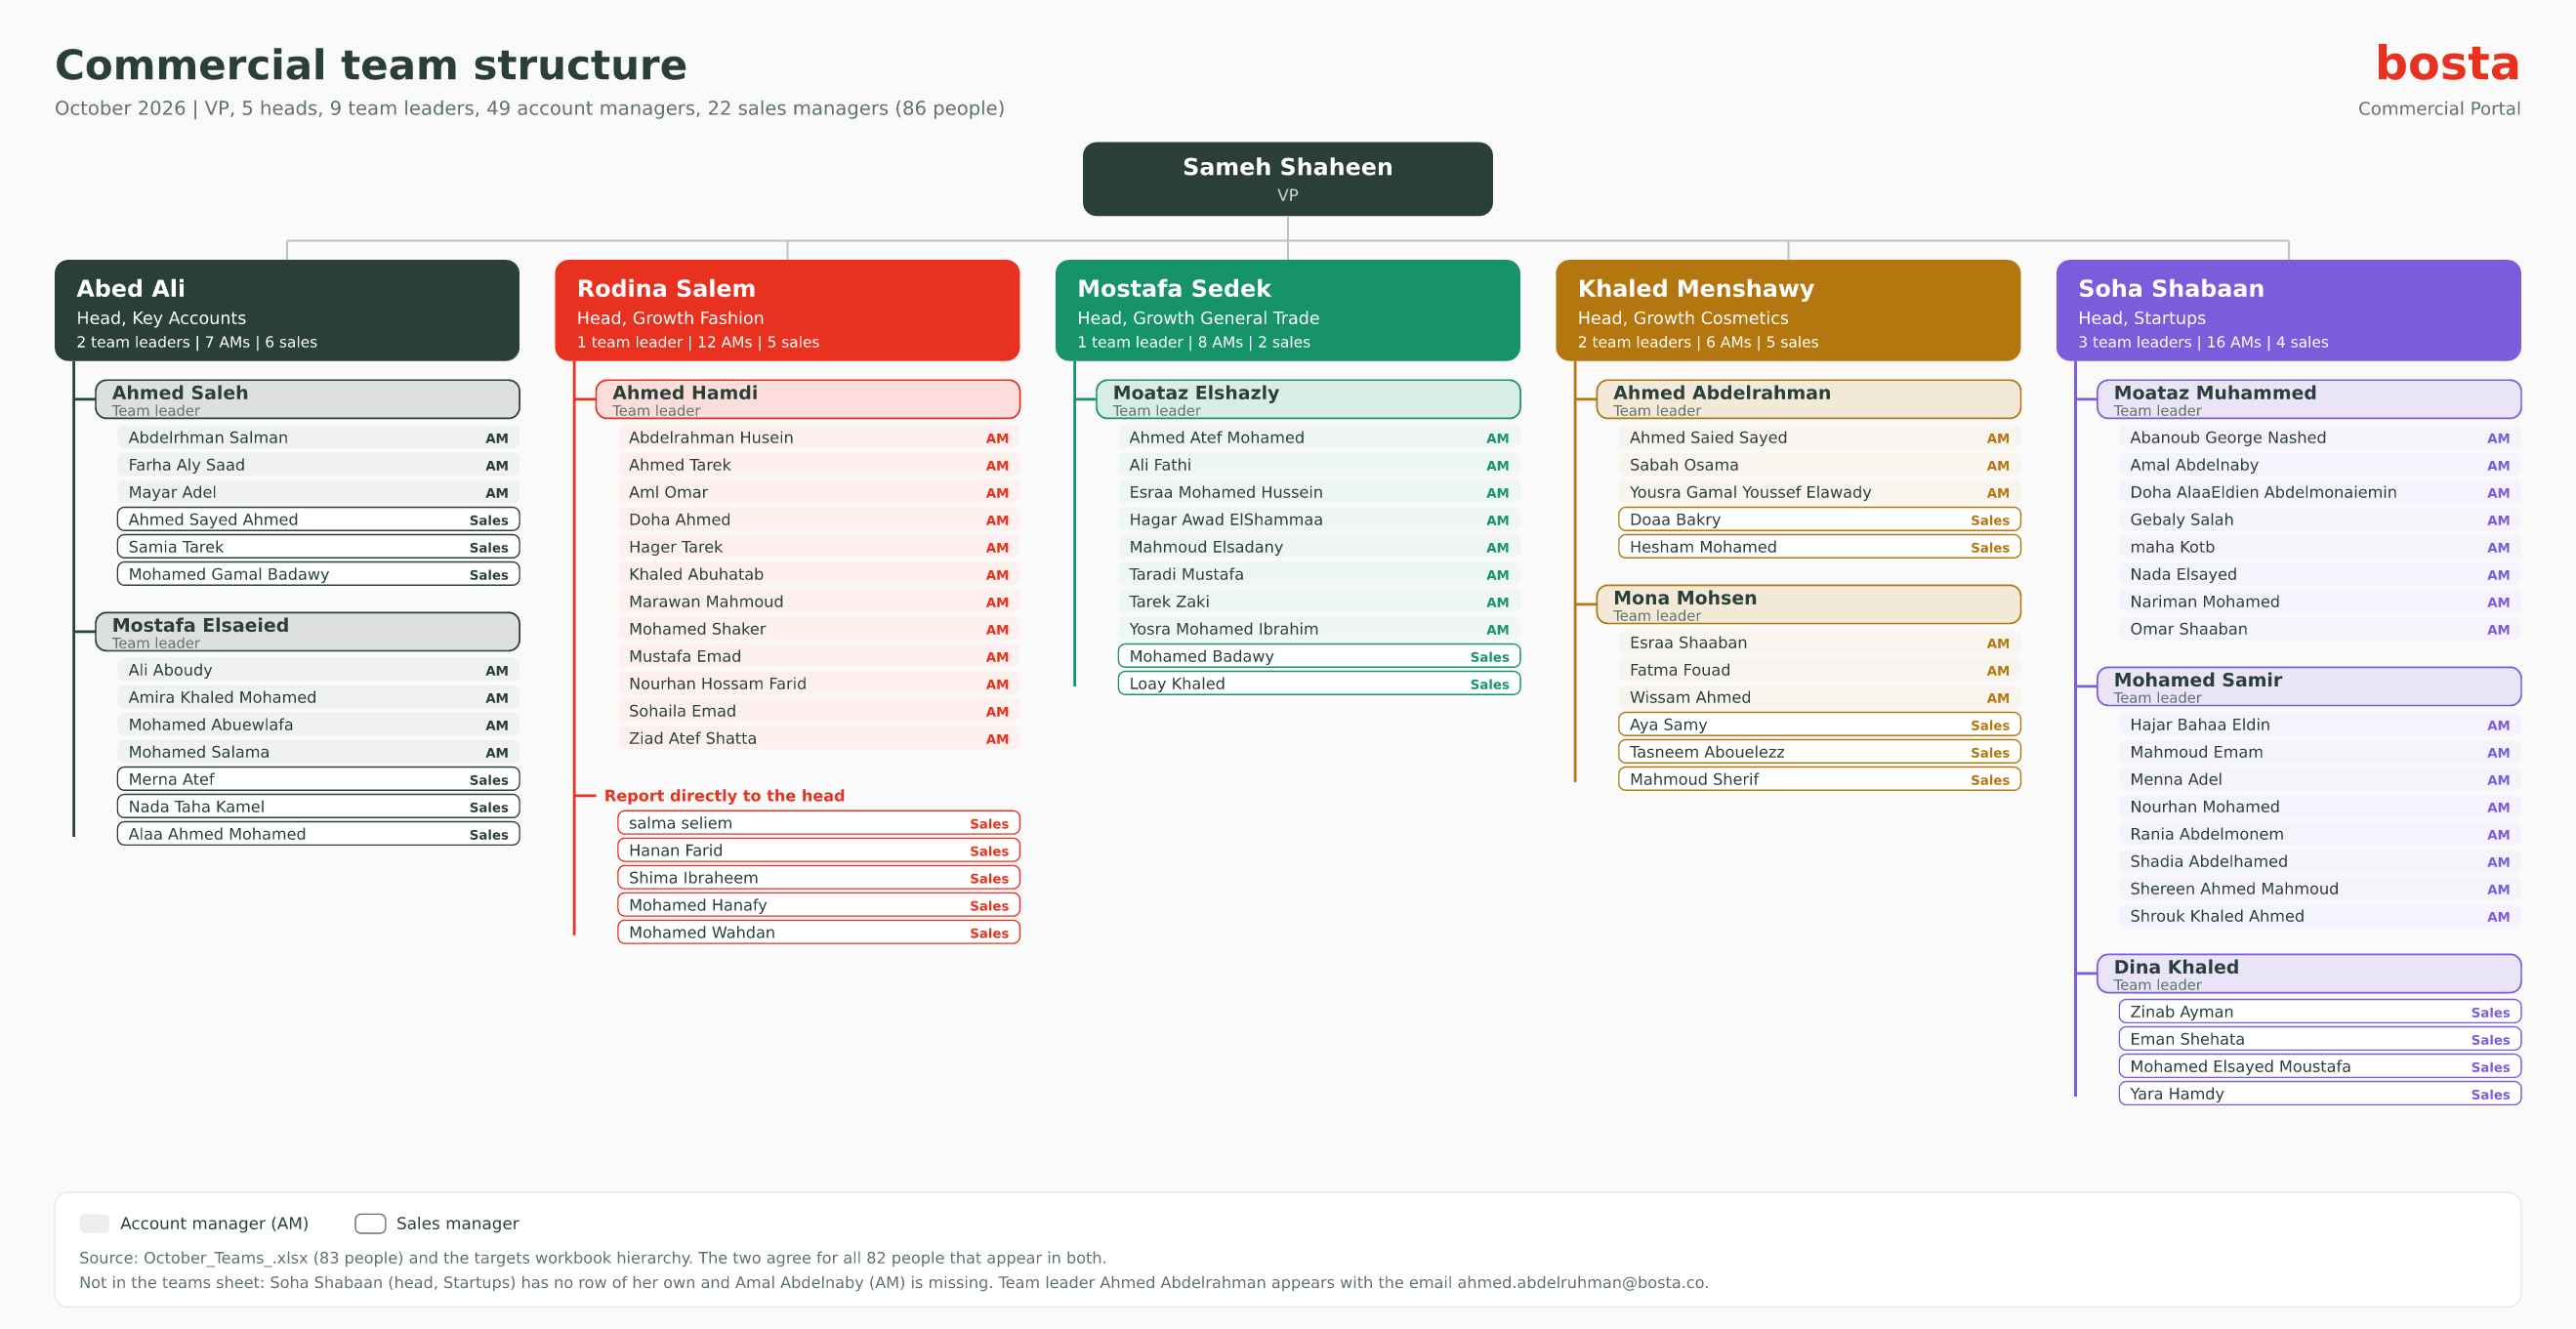 Commercial team structure
bosta
October 2026 | VP, 5 heads, 9 team leaders, 49 account managers, 22 sales managers (86 people)
Commercial Portal
Sameh Shaheen
VP
Abed Ali
Head, Key Accounts
2 team leaders | 7 AMs | 6 sales
Ahmed Saleh
Team leader
Abdelrhman Salman AM
Farha Aly Saad AM
Mayar Adel AM
Ahmed Sayed Ahmed Sales
Samia Tarek Sales
Mohamed Gamal Badawy Sales
Mostafa Elsaeied
Team leader
Ali Aboudy AM
Amira Khaled Mohamed AM
Mohamed Abuewlafa AM
Mohamed Salama AM
Merna Atef Sales
Nada Taha Kamel Sales
Alaa Ahmed Mohamed Sales
Rodina Salem
Head, Growth Fashion
1 team leader | 12 AMs | 5 sales
Ahmed Hamdi
Team leader
Abdelrahman Husein AM
Ahmed Tarek AM
Aml Omar AM
Doha Ahmed AM
Hager Tarek AM
Khaled Abuhatab AM
Marawan Mahmoud AM
Mohamed Shaker AM
Mustafa Emad AM
Nourhan Hossam Farid AM
Sohaila Emad AM
Ziad Atef Shatta AM
Report directly to the head
salma seliem Sales
Hanan Farid Sales
Shima Ibraheem Sales
Mohamed Hanafy Sales
Mohamed Wahdan Sales
Mostafa Sedek
Head, Growth General Trade
1 team leader | 8 AMs | 2 sales
Moataz Elshazly
Team leader
Ahmed Atef Mohamed AM
Ali Fathi AM
Esraa Mohamed Hussein AM
Hagar Awad ElShammaa AM
Mahmoud Elsadany AM
Taradi Mustafa AM
Tarek Zaki AM
Yosra Mohamed Ibrahim AM
Mohamed Badawy Sales
Loay Khaled Sales
Khaled Menshawy
Head, Growth Cosmetics
2 team leaders | 6 AMs | 5 sales
Ahmed Abdelrahman
Team leader
Ahmed Saied Sayed AM
Sabah Osama AM
Yousra Gamal Youssef Elawady AM
Doaa Bakry Sales
Hesham Mohamed Sales
Mona Mohsen
Team leader
Esraa Shaaban AM
Fatma Fouad AM
Wissam Ahmed AM
Aya Samy Sales
Tasneem Abouelezz Sales
Mahmoud Sherif Sales
Soha Shabaan
Head, Startups
3 team leaders | 16 AMs | 4 sales
Moataz Muhammed
Team leader
Abanoub George Nashed AM
Amal Abdelnaby AM
Doha AlaaEldien Abdelmonaiemin AM
Gebaly Salah AM
maha Kotb AM
Nada Elsayed AM
Nariman Mohamed AM
Omar Shaaban AM
Mohamed Samir
Team leader
Hajar Bahaa Eldin AM
Mahmoud Emam AM
Menna Adel AM
Nourhan Mohamed AM
Rania Abdelmonem AM
Shadia Abdelhamed AM
Shereen Ahmed Mahmoud AM
Shrouk Khaled Ahmed AM
Dina Khaled
Team leader
Zinab Ayman Sales
Eman Shehata Sales
Mohamed Elsayed Moustafa Sales
Yara Hamdy Sales
Account manager (AM)
Sales manager
Source: October_Teams_.xlsx (83 people) and the targets workbook hierarchy. The two agree for all 82 people that appear in both.
Not in the teams sheet: Soha Shabaan (head, Startups) has no row of her own and Amal Abdelnaby (AM) is missing. Team leader Ahmed Abdelrahman appears with the email ahmed.abdelruhman@bosta.co.